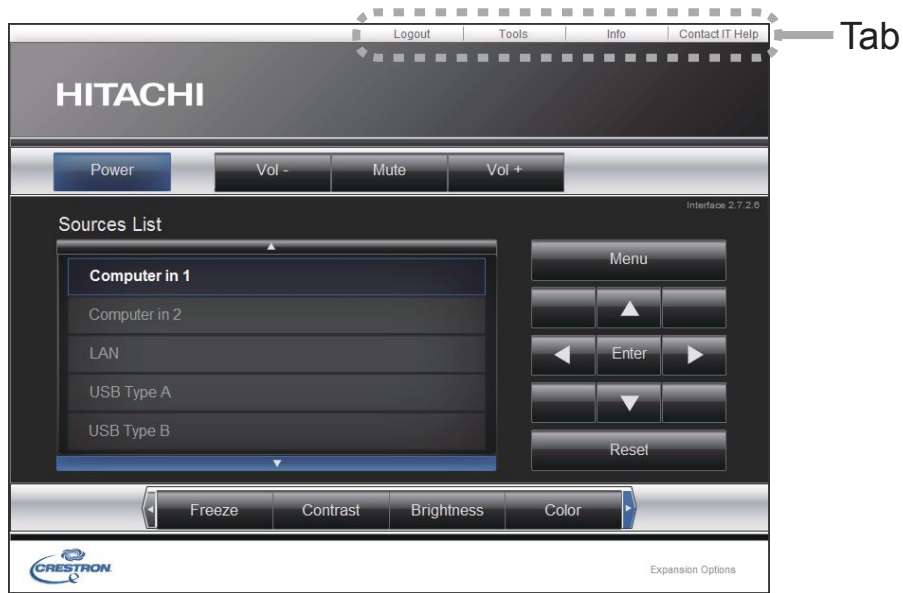 Logout Tools Info Contact IT Help
Tab
HITACHI
Power Vol - Mute Vol +
Interface 2.7.2.6
Sources List
Computer in 1
Computer in 2
LAN
USB Type A
USB Type B
Menu
Enter
Reset
Freeze Contrast Brightness Color
CRESTRON
Expansion Options